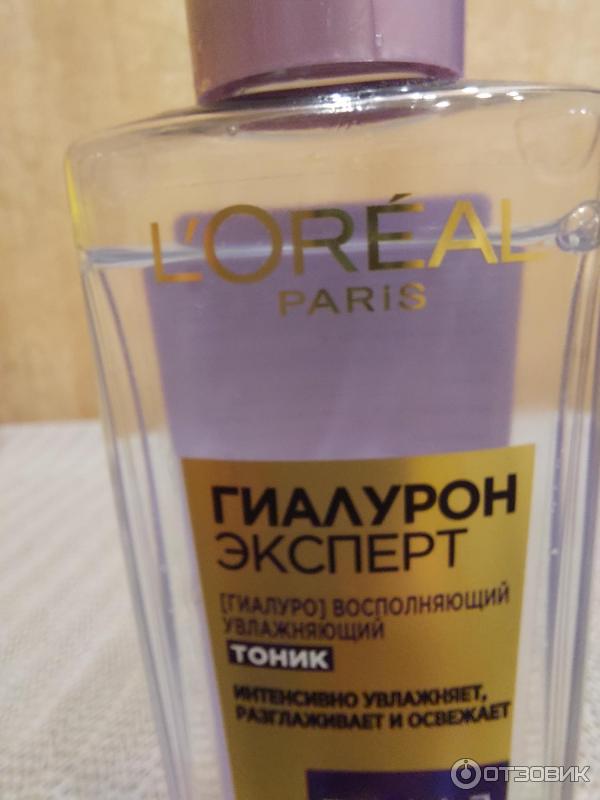 L'ORÉAL
PARiS
ГИАЛУРОН
ЭКСПЕРТ
[ГИАЛУРО] ВОСПОЛНЯЮЩИЙ
УВЛАЖНЯЮЩИЙ
ТОНИК
ИНТЕНСИВНО УВЛАЖНЯЕТ,
РАЗГЛАЖИВАЕТ И ОСВЕЖАЕТ
ОТЗОВИК